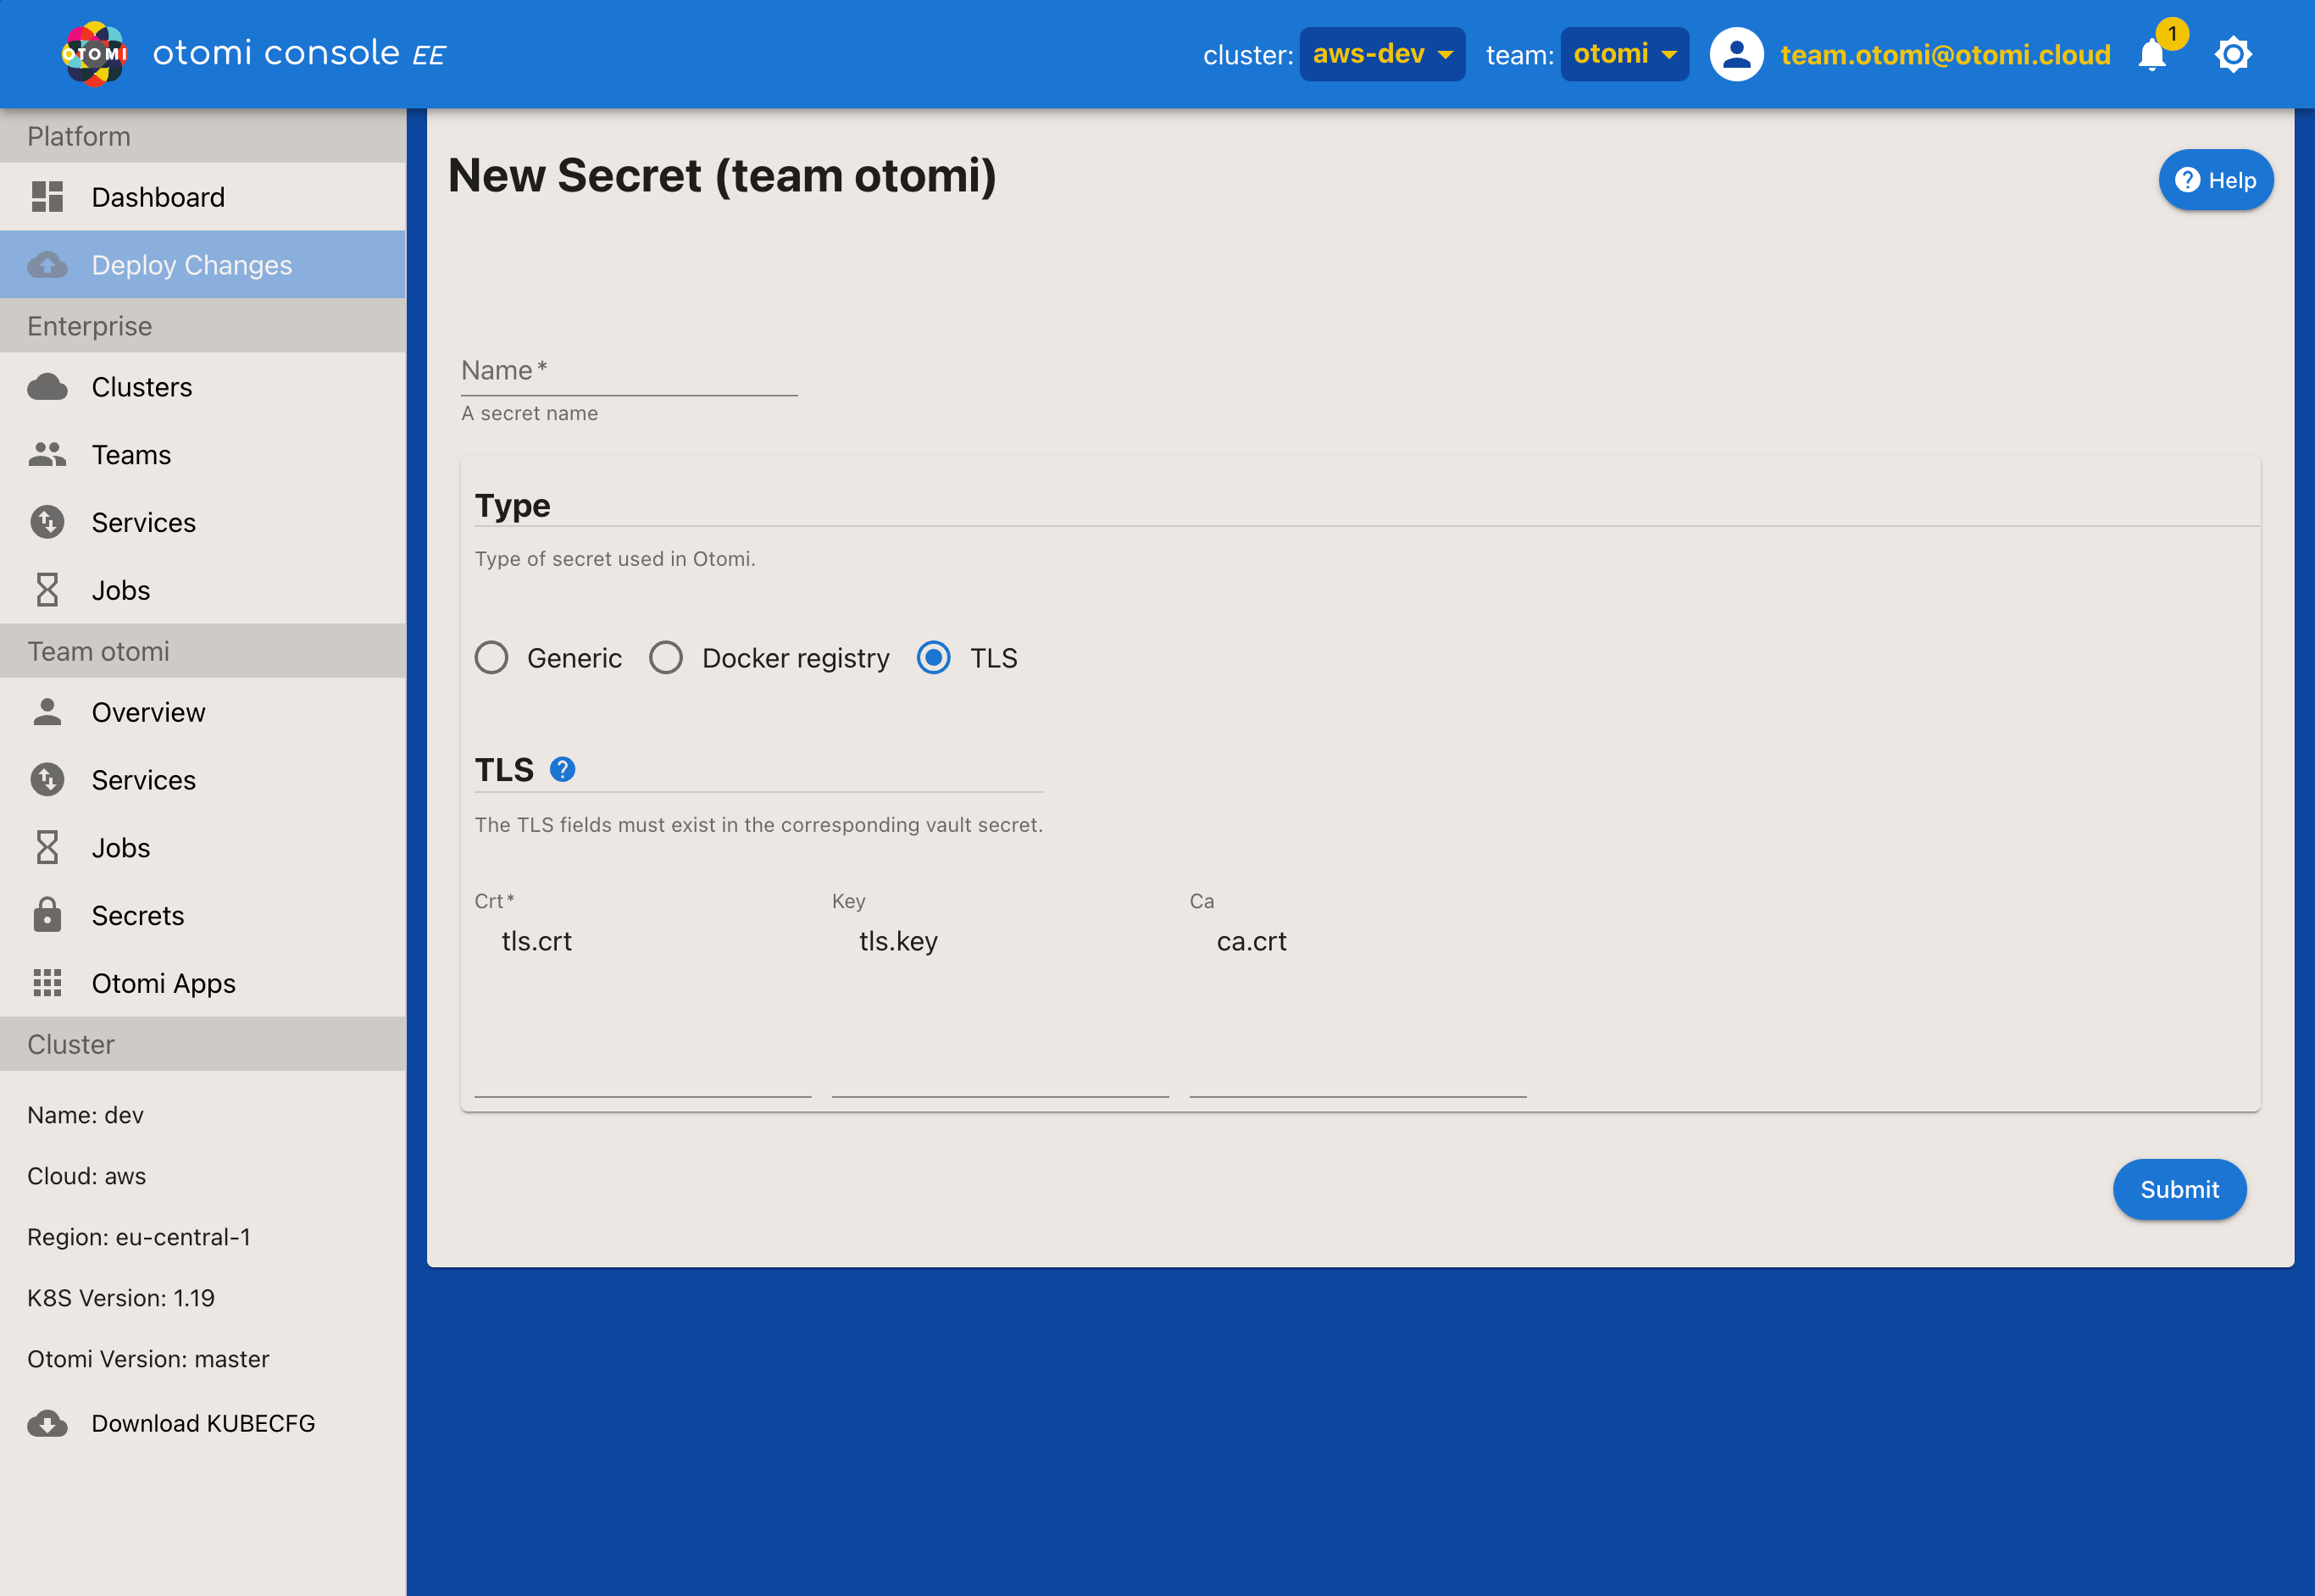 OTOMI otomi console EE cluster: aws-dev team: otomi team.otomi@otomi.cloud 1
Platform
Dashboard
Deploy Changes
Enterprise
Clusters
Teams
Services
Jobs
Team otomi
Overview
Services
Jobs
Secrets
Otomi Apps
Cluster
Name: dev
Cloud: aws
Region: eu-central-1
K8S Version: 1.19
Otomi Version: master
Download KUBECFG
New Secret (team otomi)
? Help
Name *
A secret name
Type
Type of secret used in Otomi.
Generic Docker registry TLS
TLS ?
The TLS fields must exist in the corresponding vault secret.
Crt * Key Ca
tls.crt tls.key ca.crt
Submit